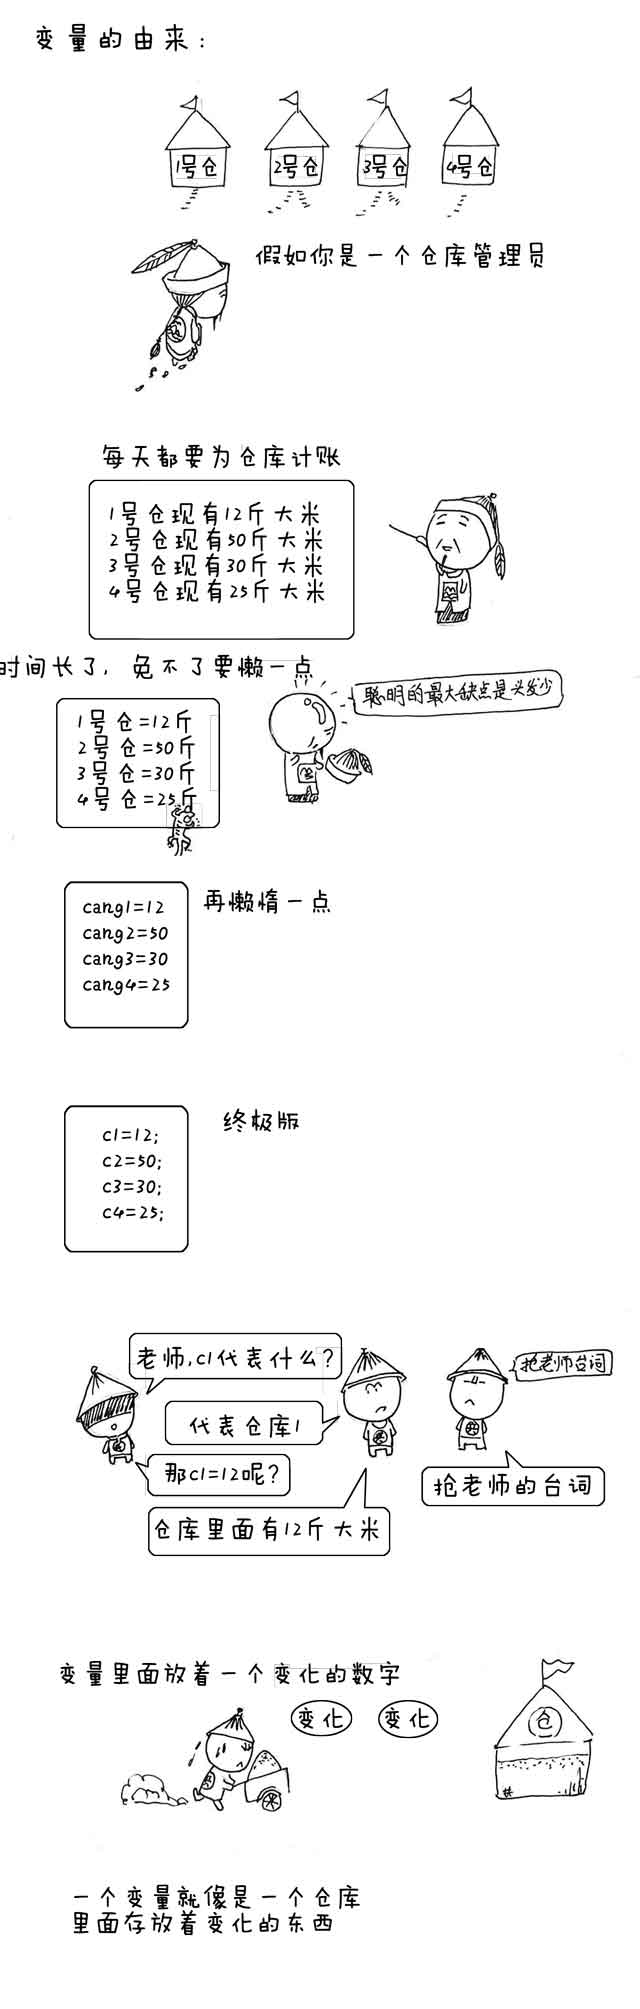 变量的由来:
1号仓
2号仓
3号仓
4号仓
假如你是一个仓库管理员
每天都要为仓库计账
1号仓现有12斤大米
2号仓现有50斤大米
3号仓现有30斤大米
4号仓现有25斤大米
时间长了,免不了要懒一点
聪明的最大缺点是头发少
1号仓=12斤
2号仓=50斤
3号仓=30斤
4号仓=25斤
再懒惰一点
cang1=12
cang2=50
cang3=30
cang4=25
终极版
c1=12;
c2=50;
c3=30;
c4=25;
老师,c1代表什么?
抢老师台词
代表仓库1
那c1=12呢?
抢老师的台词
仓库里面有12斤大米
变量里面放着一个变化的数字
变化
变化
仓
一个变量就像是一个仓库
里面存放着变化的东西